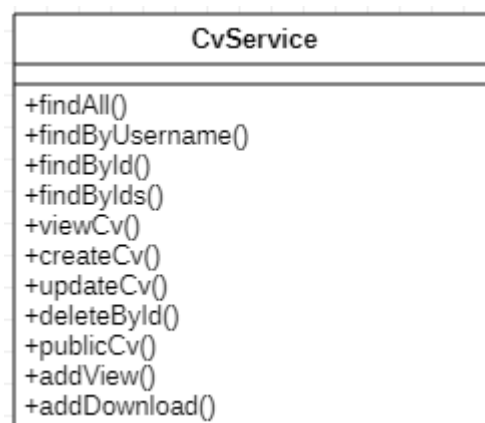 CvService
+findAll()
+findByUsername()
+findById()
+findByIds()
+viewCv()
+createCv()
+updateCv()
+deleteById()
+publicCv()
+addView()
+addDownload()